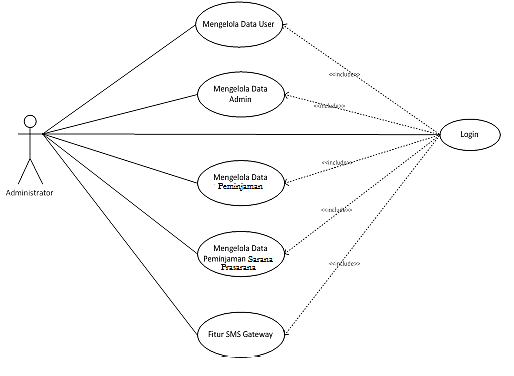 Mengelola Data User
<<include>>
Mengelola Data
Admin
<<include>>
Login
Administrator
<<include>>
Mengelola Data
Peminjaman
<<include>>
Mengelola Data
Peminjaman Sarana
Prasarana
<<include>>
Fitur SMS Gateway